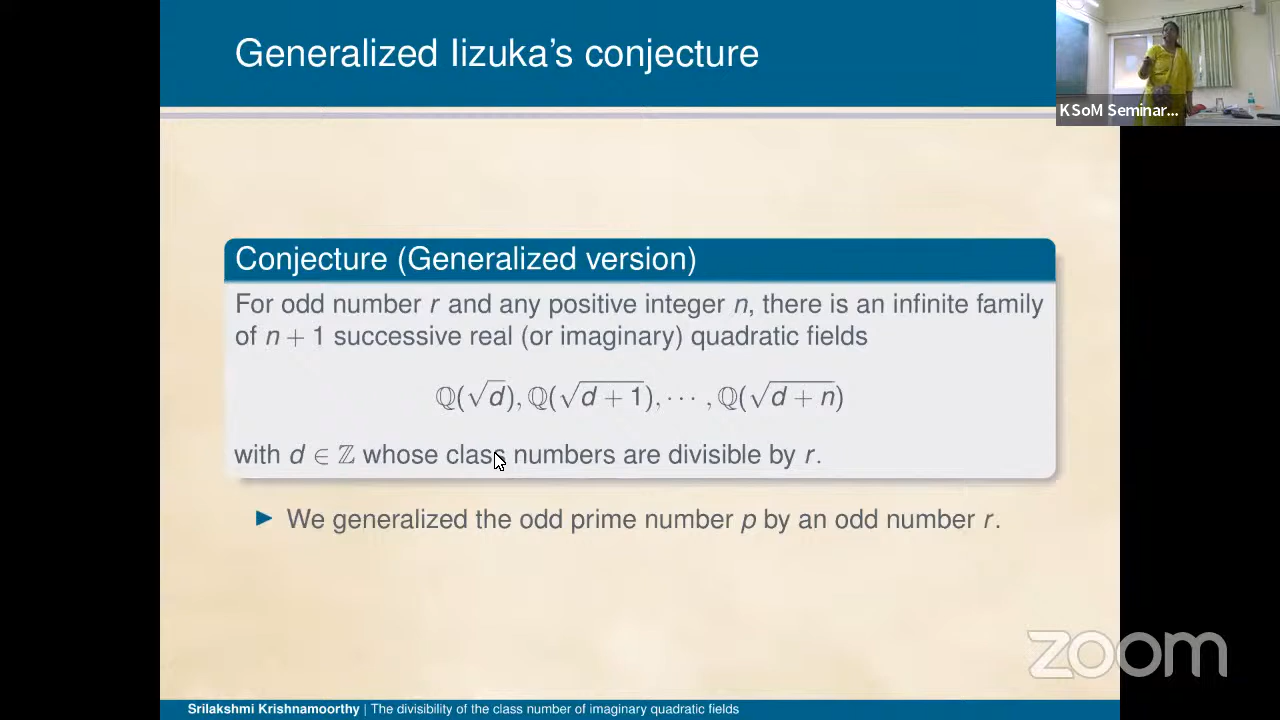 Generalized Iizuka's conjecture
KSoM Seminar...
Conjecture (Generalized version)
For odd number r and any positive integer n, there is an infinite family
of n + 1 successive real (or imaginary) quadratic fields
ℚ(√d), ℚ(√d + 1), ⋯ , ℚ(√d + n)
with d ∈ ℤ whose class numbers are divisible by r.
► We generalized the odd prime number p by an odd number r.
zoom
Srilakshmi Krishnamoorthy | The divisibility of the class number of imaginary quadratic fields